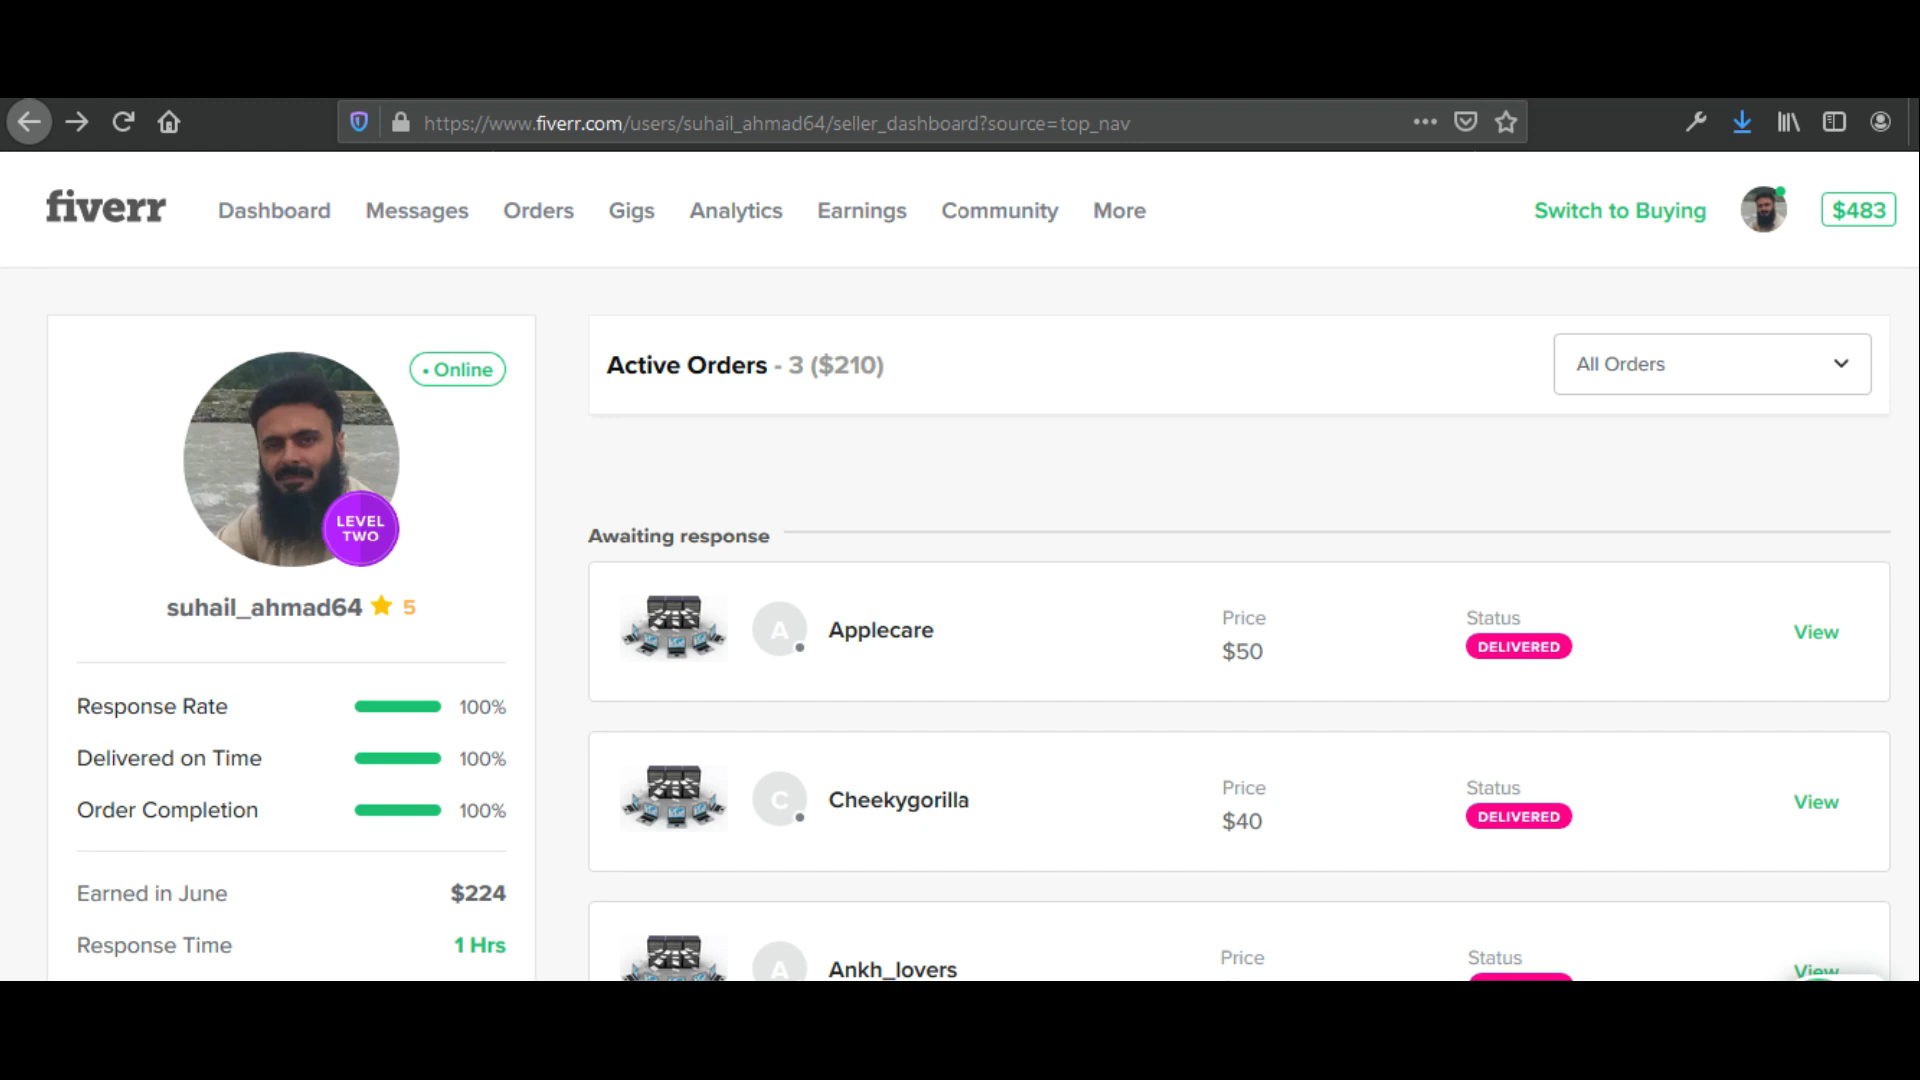 https://www.fiverr.com/users/suhail_ahmad64/seller_dashboard?source=top_nav
fiverr Dashboard Messages Orders Gigs Analytics Earnings Community More Switch to Buying $483
• Online
LEVEL
TWO
suhail_ahmad64 5
Response Rate 100%
Delivered on Time 100%
Order Completion 100%
Earned in June $224
Response Time 1 Hrs
Active Orders - 3 ($210) All Orders
Awaiting response
A Applecare Price $50 Status DELIVERED View
C Cheekygorilla Price $40 Status DELIVERED View
A Ankh_lovers Price Status View